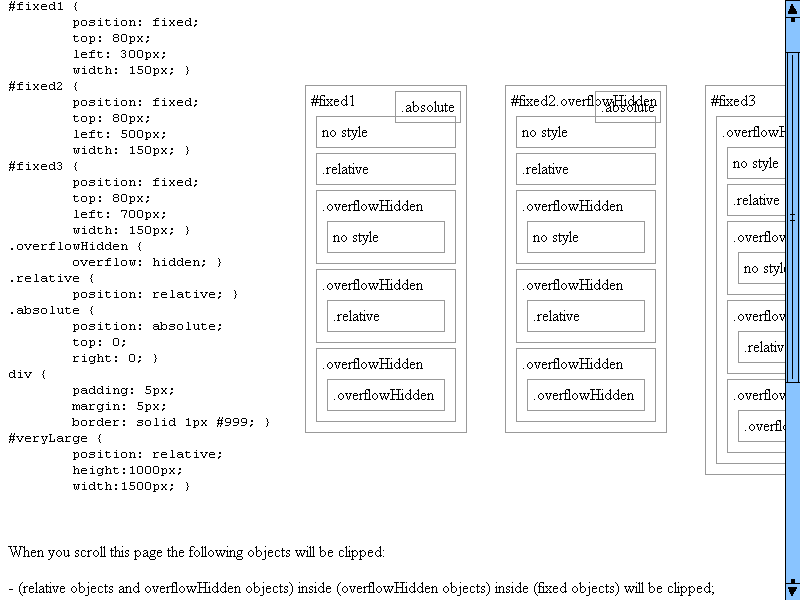 #fixed1 {
position: fixed;
top: 80px;
left: 300px;
width: 150px; }
#fixed2 {
position: fixed;
top: 80px;
left: 500px;
width: 150px; }
#fixed3 {
position: fixed;
top: 80px;
left: 700px;
width: 150px; }
.overflowHidden {
overflow: hidden; }
.relative {
position: relative; }
.absolute {
position: absolute;
top: 0;
right: 0; }
div {
padding: 5px;
margin: 5px;
border: solid 1px #999; }
#veryLarge {
position: relative;
height:1000px;
width:1500px; }
#fixed1
.absolute
no style
.relative
.overflowHidden
no style
.overflowHidden
.relative
.overflowHidden
.overflowHidden
#fixed2.overflowHidden
.absolute
no style
.relative
.overflowHidden
no style
.overflowHidden
.relative
.overflowHidden
.overflowHidden
#fixed3
.overflowH
no style
.relative
.overflow
no style
.overflow
.relativ
.overflow
.overflo
When you scroll this page the following objects will be clipped:
- (relative objects and overflowHidden objects) inside (overflowHidden objects) inside (fixed objects) will be clipped;